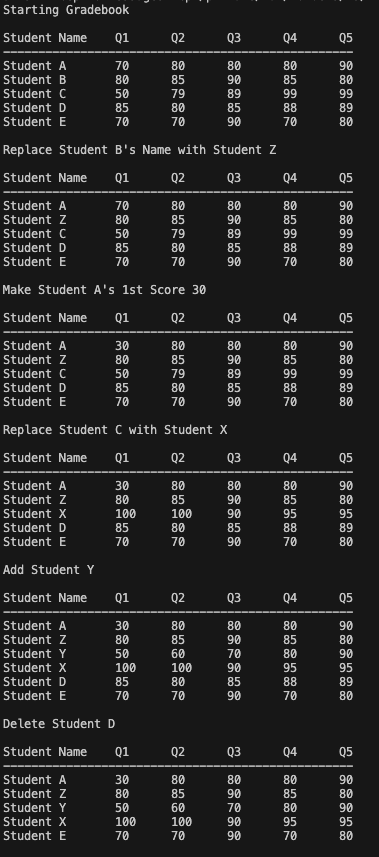 Starting Gradebook
Student Name Q1 Q2 Q3 Q4 Q5
Student A 70 80 80 80 90
Student B 80 85 90 85 80
Student C 50 79 89 99 99
Student D 85 80 85 88 89
Student E 70 70 90 70 80
Replace Student B's Name with Student Z
Student Name Q1 Q2 Q3 Q4 Q5
Student A 70 80 80 80 90
Student Z 80 85 90 85 80
Student C 50 79 89 99 99
Student D 85 80 85 88 89
Student E 70 70 90 70 80
Make Student A's 1st Score 30
Student Name Q1 Q2 Q3 Q4 Q5
Student A 30 80 80 80 90
Student Z 80 85 90 85 80
Student C 50 79 89 99 99
Student D 85 80 85 88 89
Student E 70 70 90 70 80
Replace Student C with Student X
Student Name Q1 Q2 Q3 Q4 Q5
Student A 30 80 80 80 90
Student Z 80 85 90 85 80
Student X 100 100 90 95 95
Student D 85 80 85 88 89
Student E 70 70 90 70 80
Add Student Y
Student Name Q1 Q2 Q3 Q4 Q5
Student A 30 80 80 80 90
Student Z 80 85 90 85 80
Student Y 50 60 70 80 90
Student X 100 100 90 95 95
Student D 85 80 85 88 89
Student E 70 70 90 70 80
Delete Student D
Student Name Q1 Q2 Q3 Q4 Q5
Student A 30 80 80 80 90
Student Z 80 85 90 85 80
Student Y 50 60 70 80 90
Student X 100 100 90 95 95
Student E 70 70 90 70 80